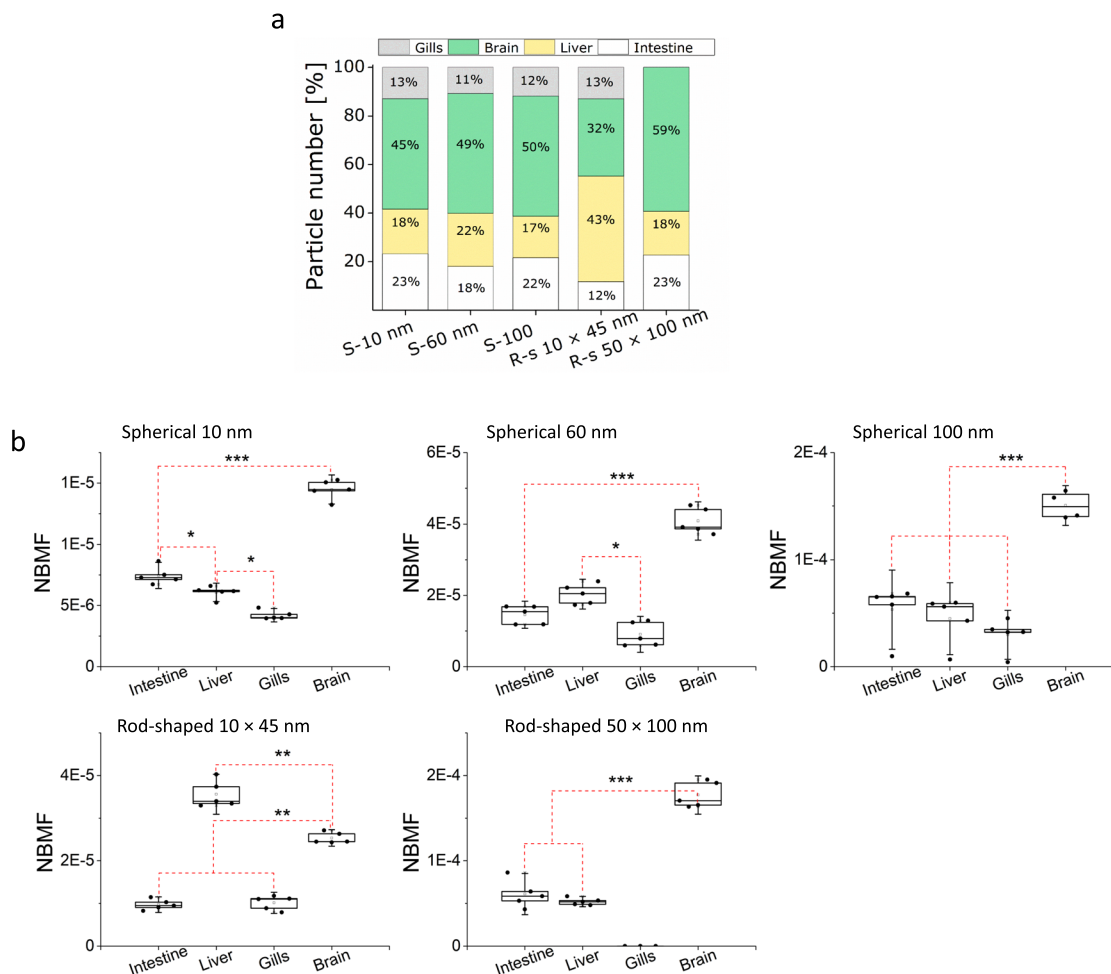 a
Gills Brain Liver Intestine
Particle number [%]
100
80
60
40
20
13% 11% 12% 13%
45% 49% 50% 32% 59%
18% 22% 17% 43% 18%
23% 18% 22% 12% 23%
S-10 nm S-60 nm S-100 R-s 10 × 45 nm R-s 50 × 100 nm
b
Spherical 10 nm
NBMF
1E-5
1E-5
5E-6
0
***
*
*
Intestine Liver Gills Brain
Spherical 60 nm
NBMF
6E-5
4E-5
2E-5
0
***
*
Intestine Liver Gills Brain
Spherical 100 nm
NBMF
2E-4
1E-4
0
***
Intestine Liver Gills Brain
Rod-shaped 10 × 45 nm
NBMF
4E-5
2E-5
0
**
**
Intestine Liver Gills Brain
Rod-shaped 50 × 100 nm
NBMF
2E-4
1E-4
0
***
Intestine Liver Gills Brain